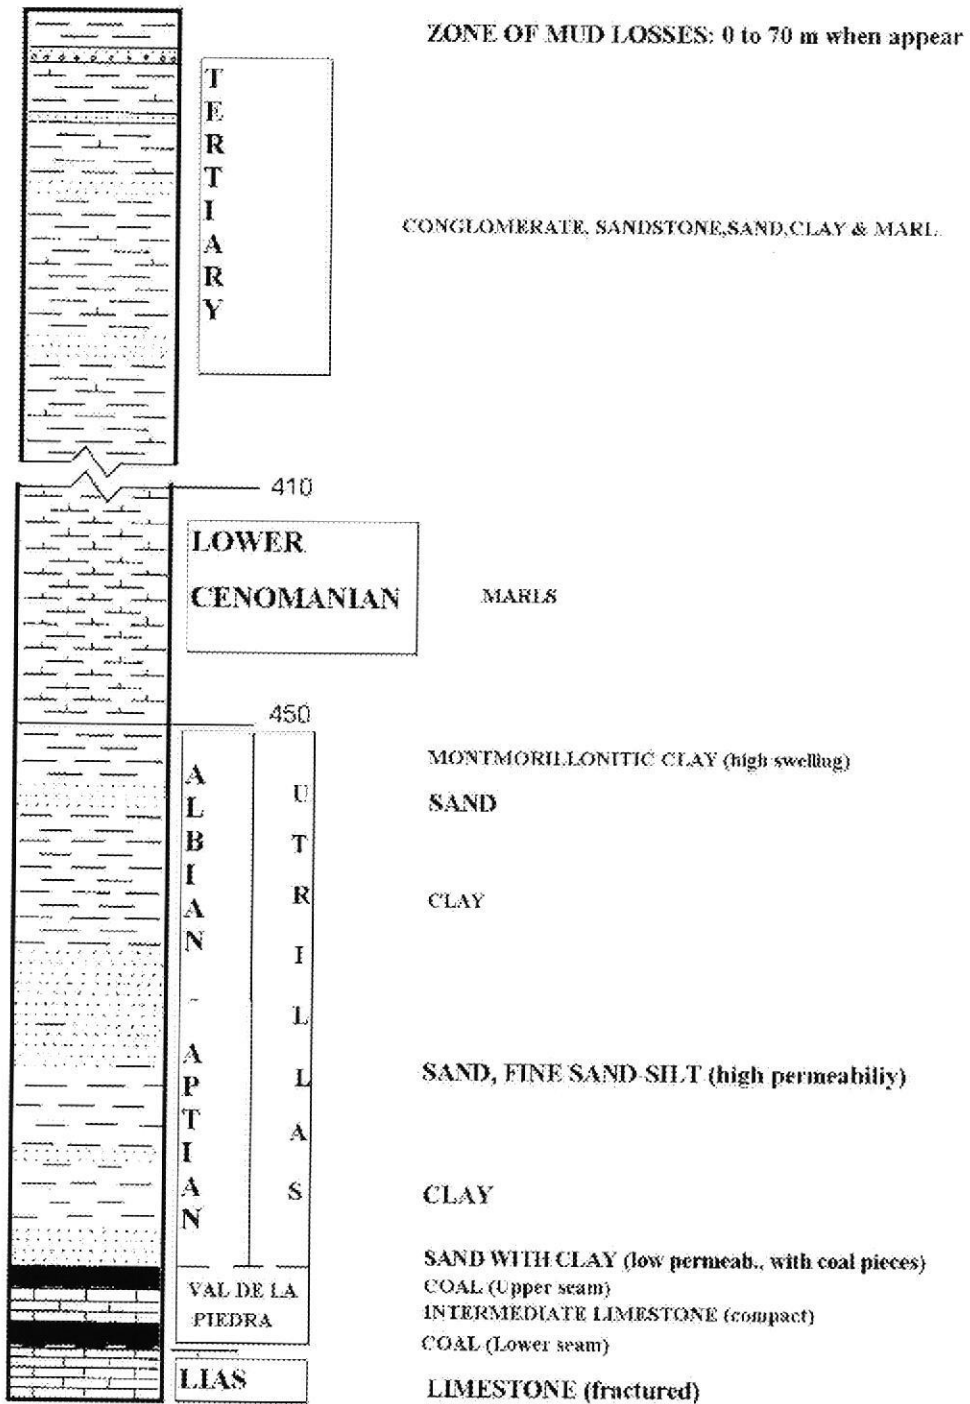 ZONE OF MUD LOSSES: 0 to 70 m when appear
TERTIARY
CONGLOMERATE, SANDSTONE,SAND,CLAY & MARL
410
LOWER
CENOMANIAN
MARLS
450
ALBIAN - APTIAN
UTRILLAS
MONTMORILLONITIC CLAY (high swelling)
SAND
CLAY
SAND, FINE SAND-SILT (high permeabiliy)
CLAY
SAND WITH CLAY (low permeab., with coal pieces)
COAL (Upper seam)
VAL DE LA
PIEDRA
INTERMEDIATE LIMESTONE (compact)
COAL (Lower seam)
LIAS
LIMESTONE (fractured)